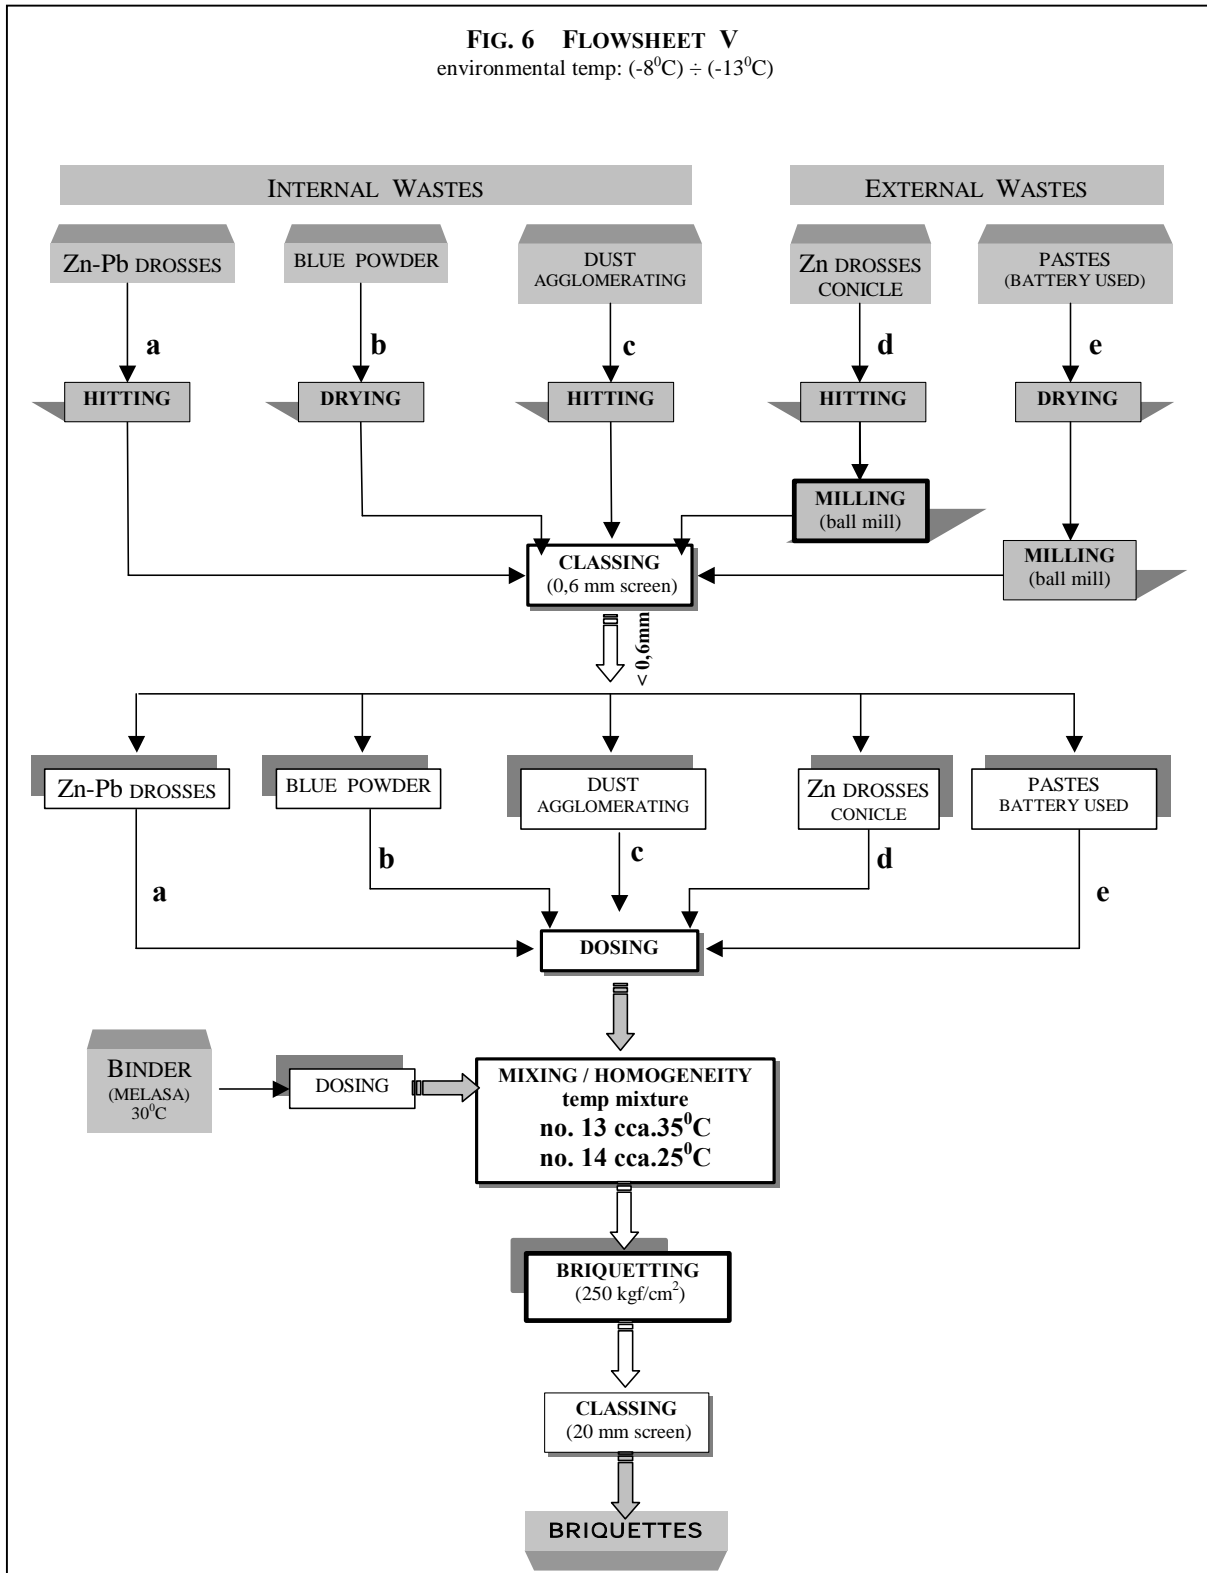 FIG. 6 FLOWSHEET V
environmental temp: (-8⁰C) ÷ (-13⁰C)
INTERNAL WASTES
EXTERNAL WASTES
Zn-Pb DROSSES
BLUE POWDER
DUST
AGGLOMERATING
Zn DROSSES
CONICLE
PASTES
(BATTERY USED)
a
b
c
d
e
HITTING
DRYING
HITTING
HITTING
DRYING
MILLING
(ball mill)
MILLING
(ball mill)
CLASSING
(0,6 mm screen)
< 0,6mm
Zn-Pb DROSSES
BLUE POWDER
DUST
AGGLOMERATING
Zn DROSSES
CONICLE
PASTES
BATTERY USED
a
b
c
d
e
DOSING
BINDER
(MELASA)
30⁰C
DOSING
MIXING / HOMOGENEITY
temp mixture
no. 13 cca.35⁰C
no. 14 cca.25⁰C
BRIQUETTING
(250 kgf/cm²)
CLASSING
(20 mm screen)
BRIQUETTES